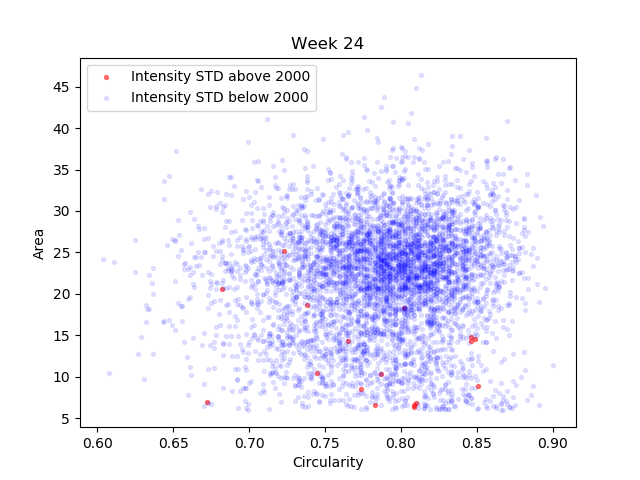 Week 24
Intensity STD above 2000
Intensity STD below 2000
Area
45
40
35
30
25
20
15
10
5
0.60 0.65 0.70 0.75 0.80 0.85 0.90
Circularity